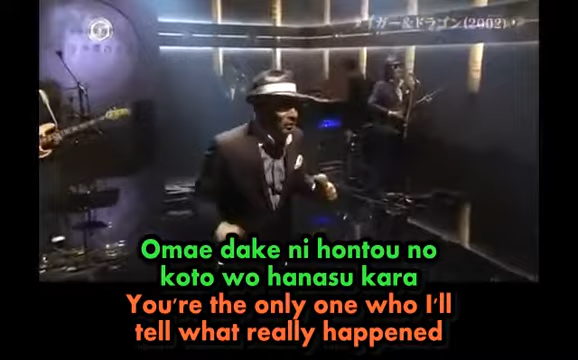 タイガー&ドラゴン(2002)
Omae dake ni hontou no
koto wo hanasu kara
You're the only one who I'll
tell what really happened